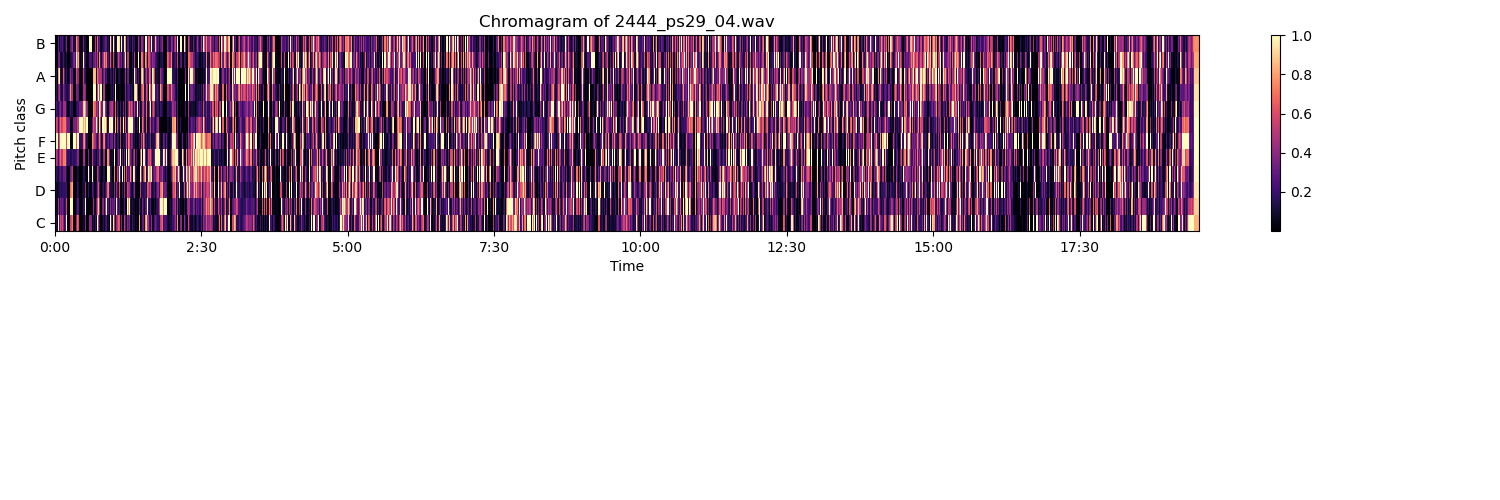 Chromagram of 2444_ps29_04.wav
Pitch class
B
A
G
F
E
D
C
0:00 2:30 5:00 7:30 10:00 12:30 15:00 17:30
Time
1.0
0.8
0.6
0.4
0.2